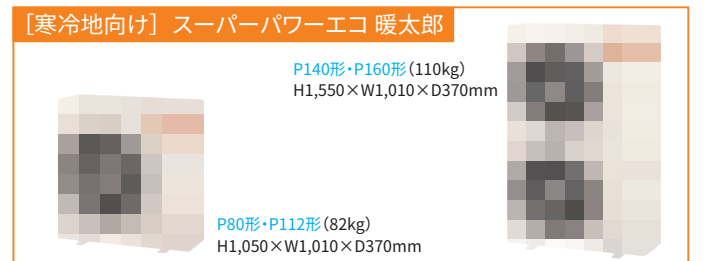 ［寒冷地向け］スーパーパワーエコ 暖太郎
P140形・P160形（110kg）
H1,550×W1,010×D370mm
P80形・P112形（82kg）
H1,050×W1,010×D370mm